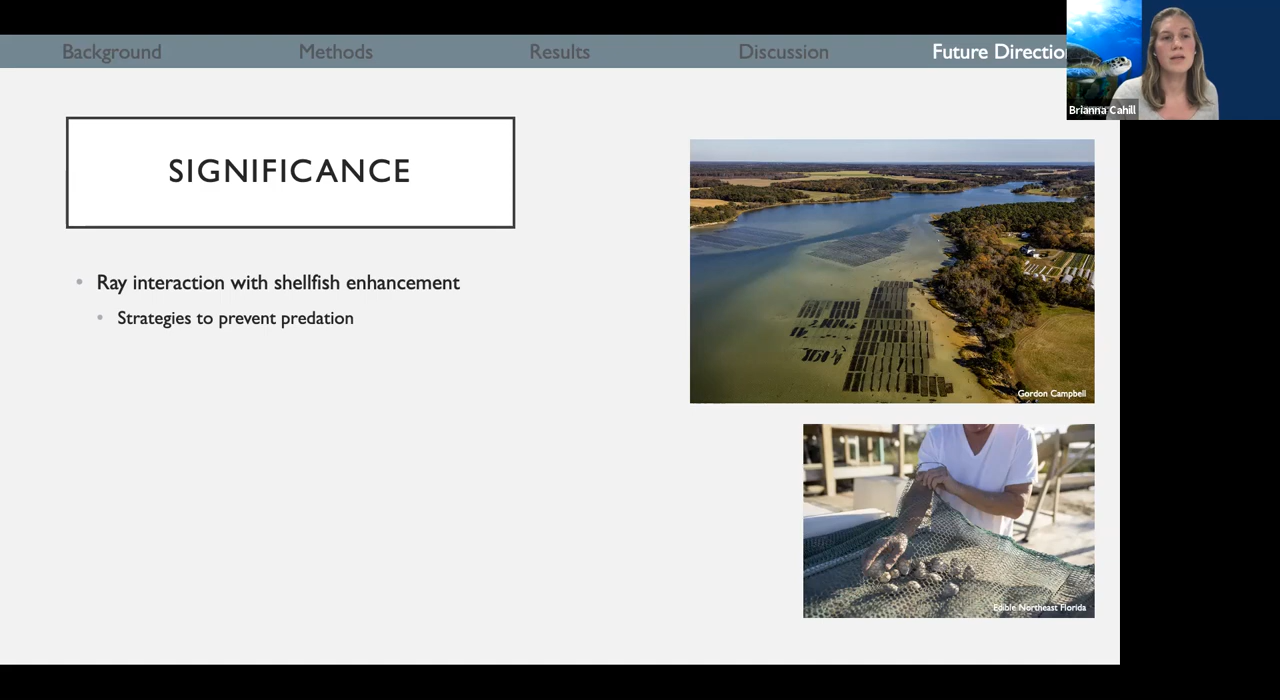 Background
Methods
Results
Discussion
Future Directio
Brianna Cahill
SIGNIFICANCE
Ray interaction with shellfish enhancement
Strategies to prevent predation
Gordon Campbell
Edible Northeast Florida